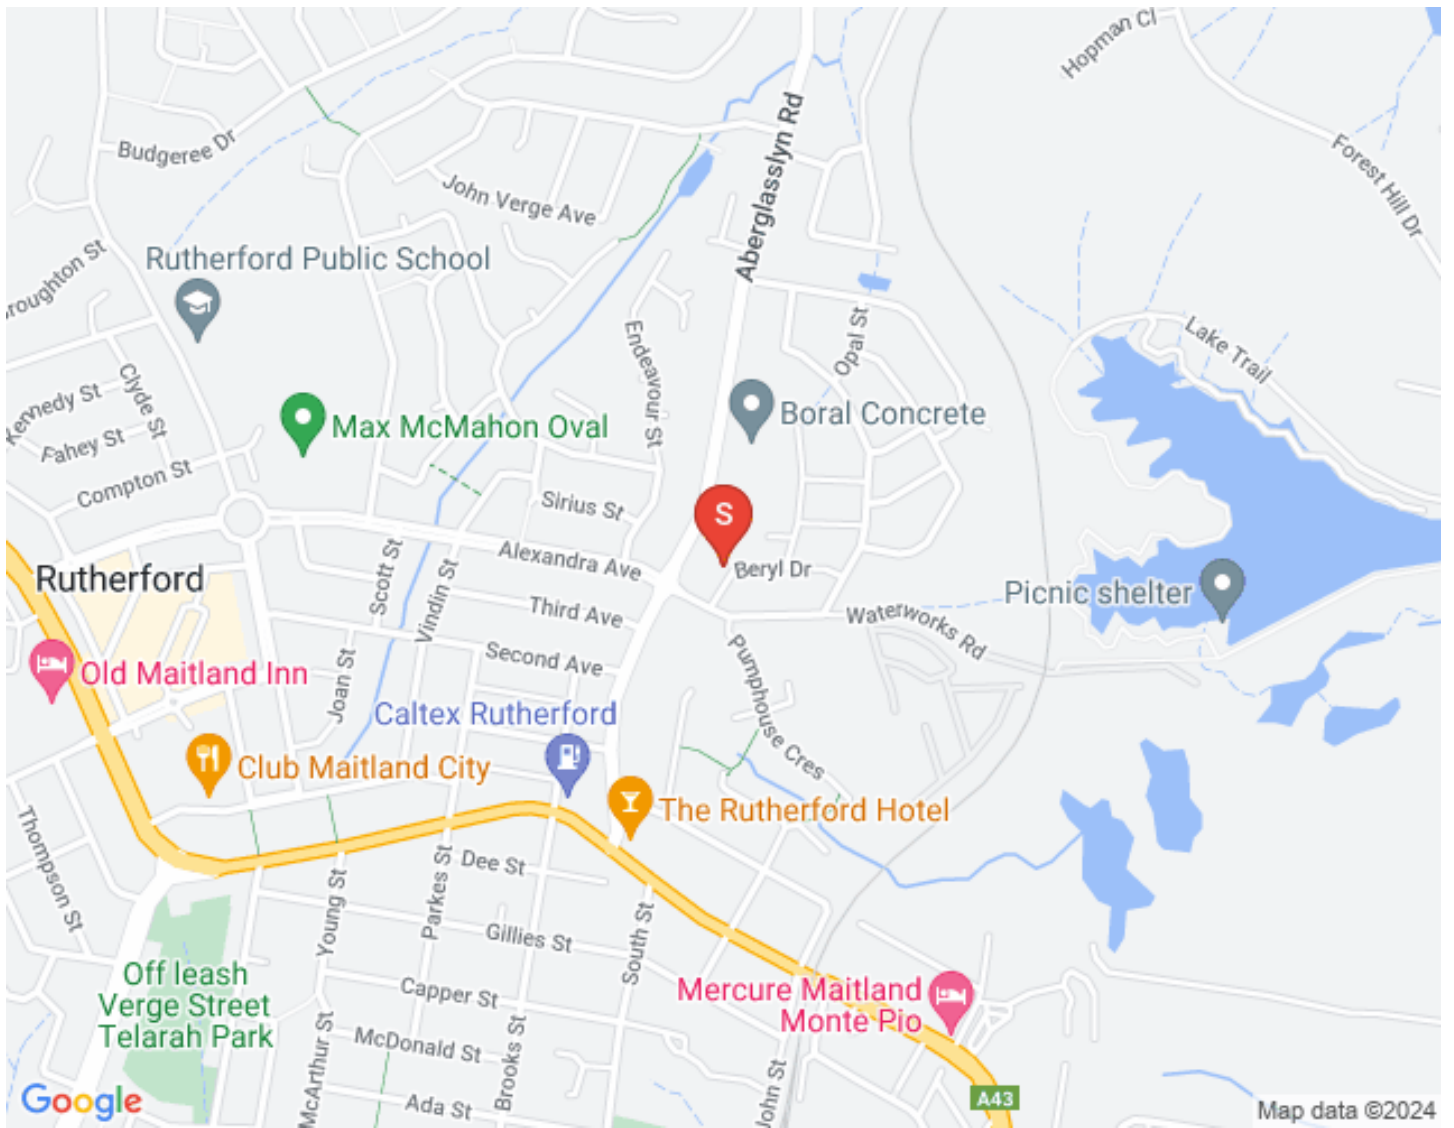 Hopman Cl
Budgeree Dr
Aberglasslyn Rd
Forest Hill Dr
John Verge Ave
Rutherford Public School
roughton St
Endeavour St
Opal St
Lake Trail
Clyde St
Kennedy St
Fahey St
Compton St
Max McMahon Oval
Boral Concrete
Sirius St
S
Alexandra Ave
Beryl Dr
Rutherford
Scott St
Vindin St
Third Ave
Waterworks Rd
Picnic shelter
Second Ave
Old Maitland Inn
Joan St
Pumphouse Cres
Caltex Rutherford
Club Maitland City
The Rutherford Hotel
Thompson St
Dee St
Young St
Parkes St
Gillies St
South St
Off leash
Verge Street
Telarah Park
Capper St
Mercure Maitland
Monte Pio
McArthur St
McDonald St
Brooks St
John St
Ada St
A43
Google
Map data ©2024